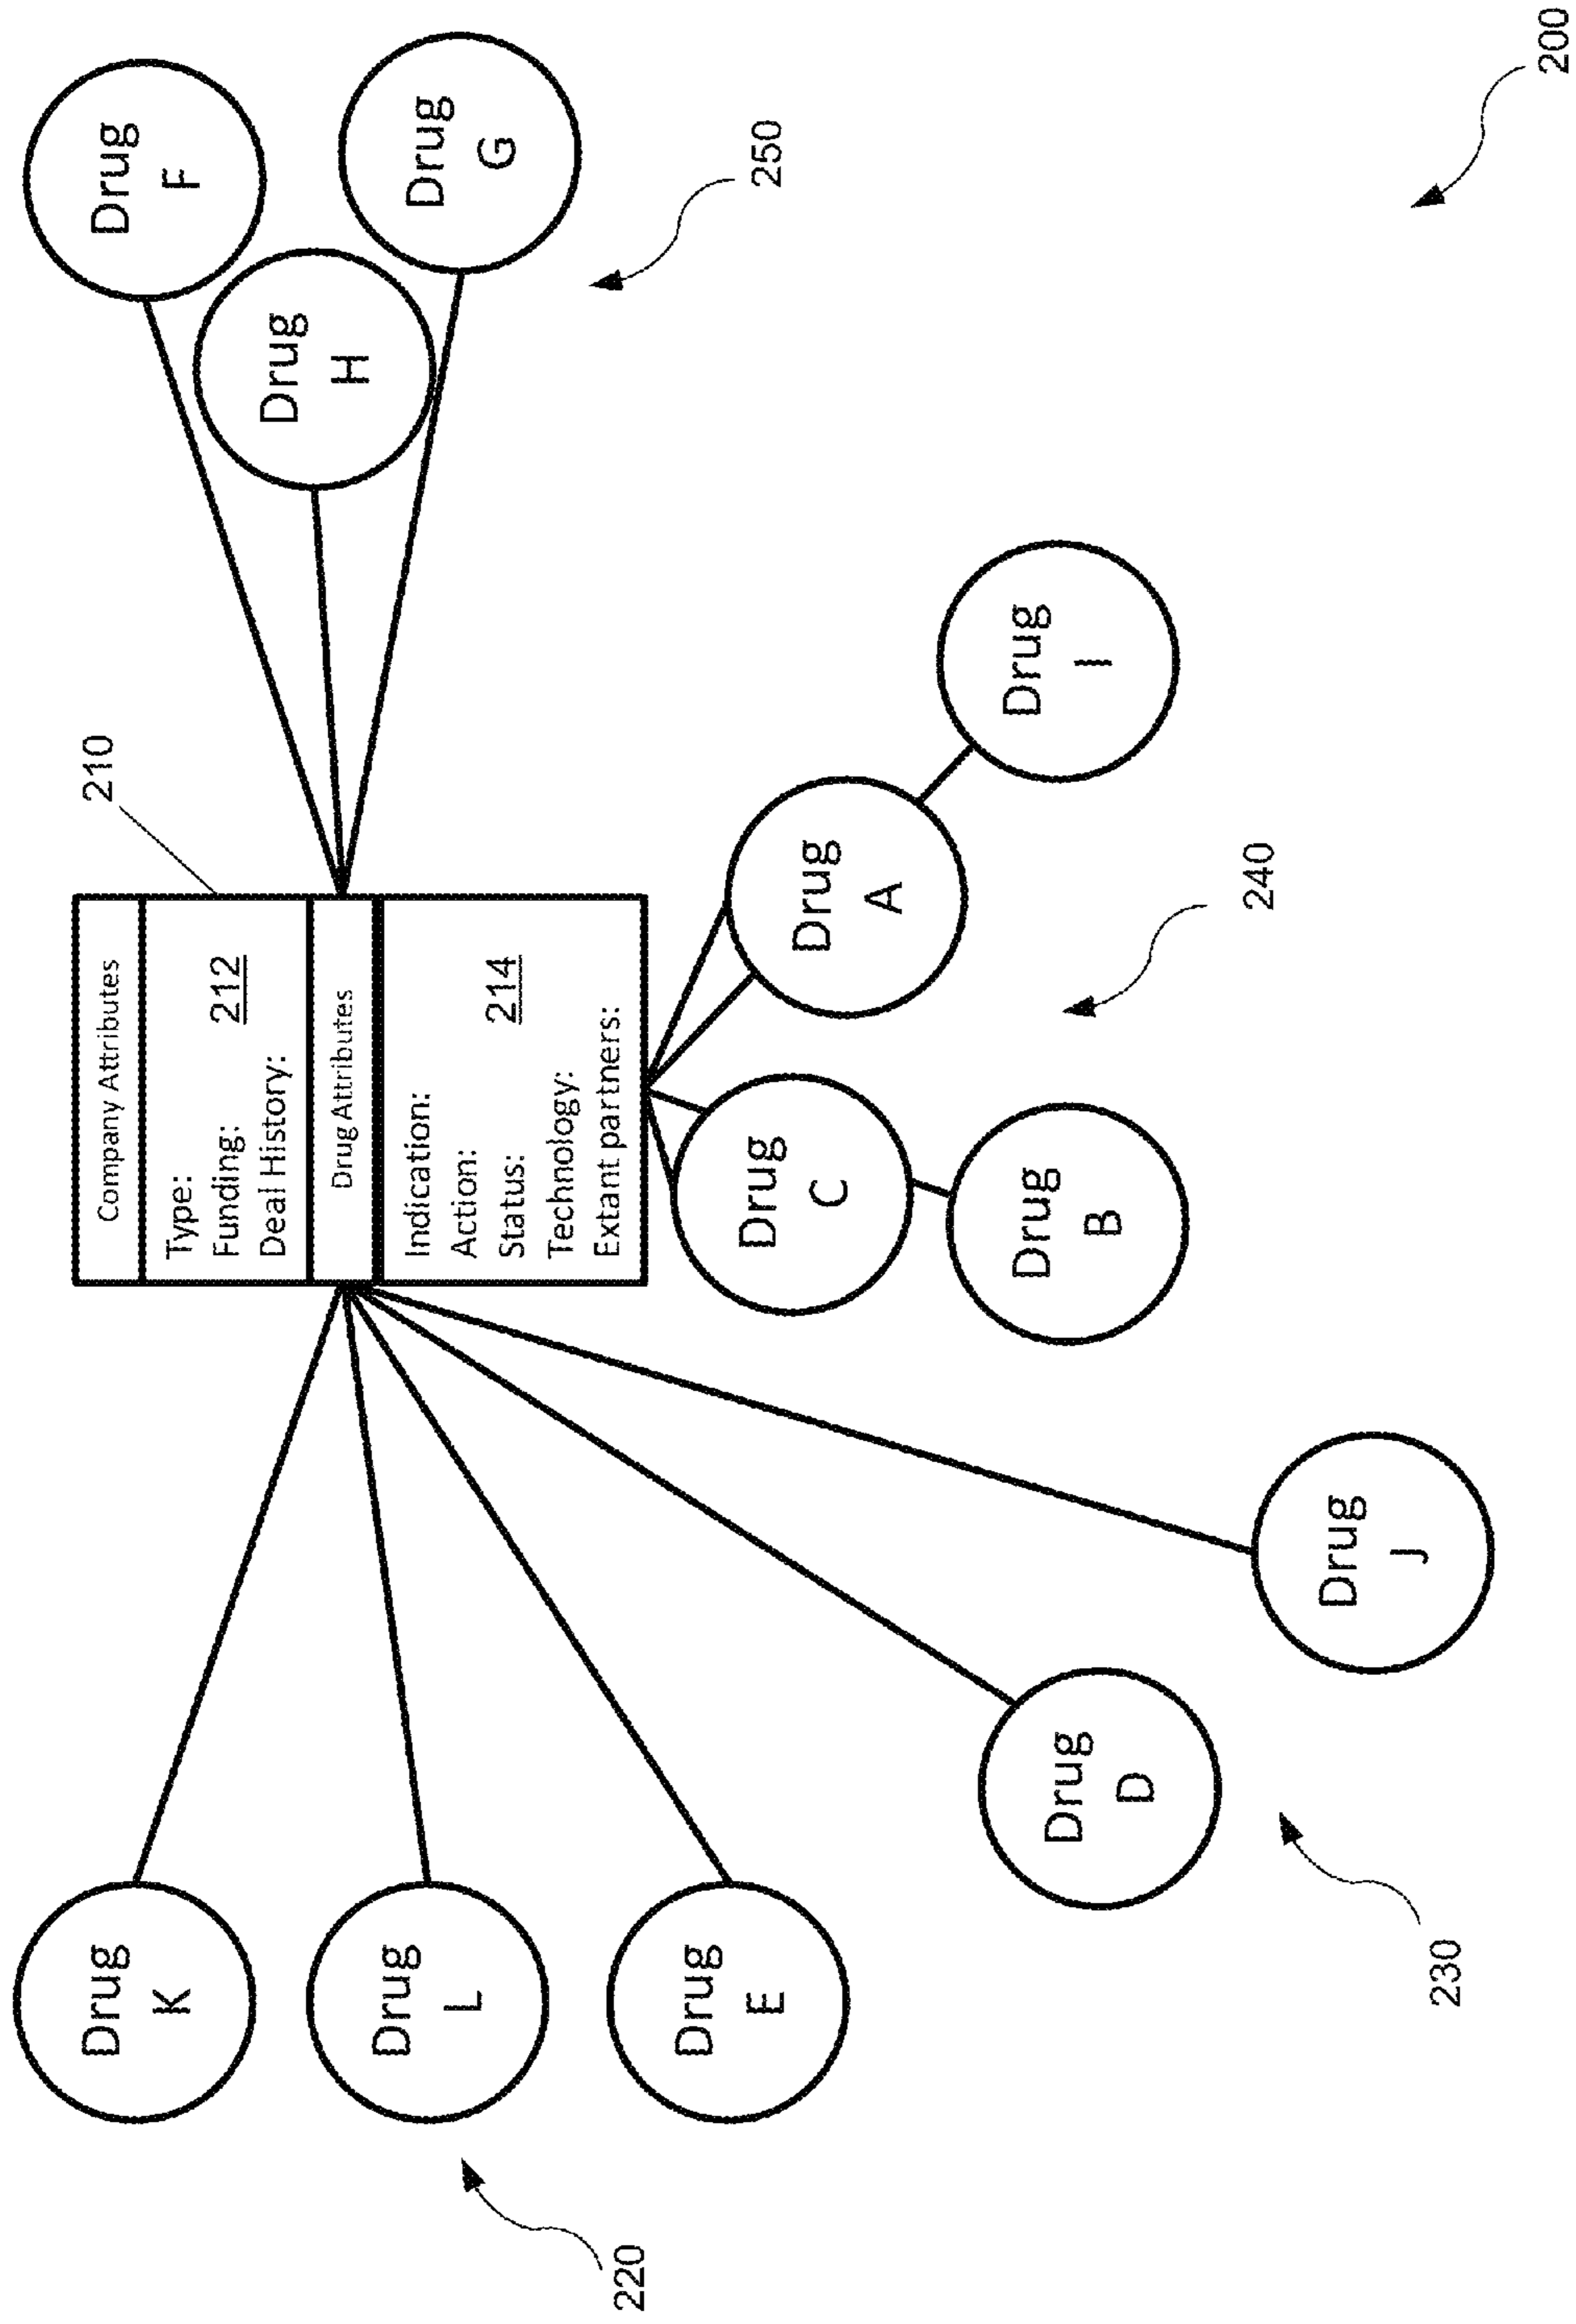 210
Company Attributes
Type:
Funding:
Deal History:
212
Drug Attributes
Indication:
Action:
Status:
Technology:
Extant partners:
214
Drug
K
Drug
L
Drug
E
220
Drug
D
Drug
J
230
Drug
C
Drug
B
Drug
A
Drug
I
240
Drug
F
Drug
H
Drug
G
250
200